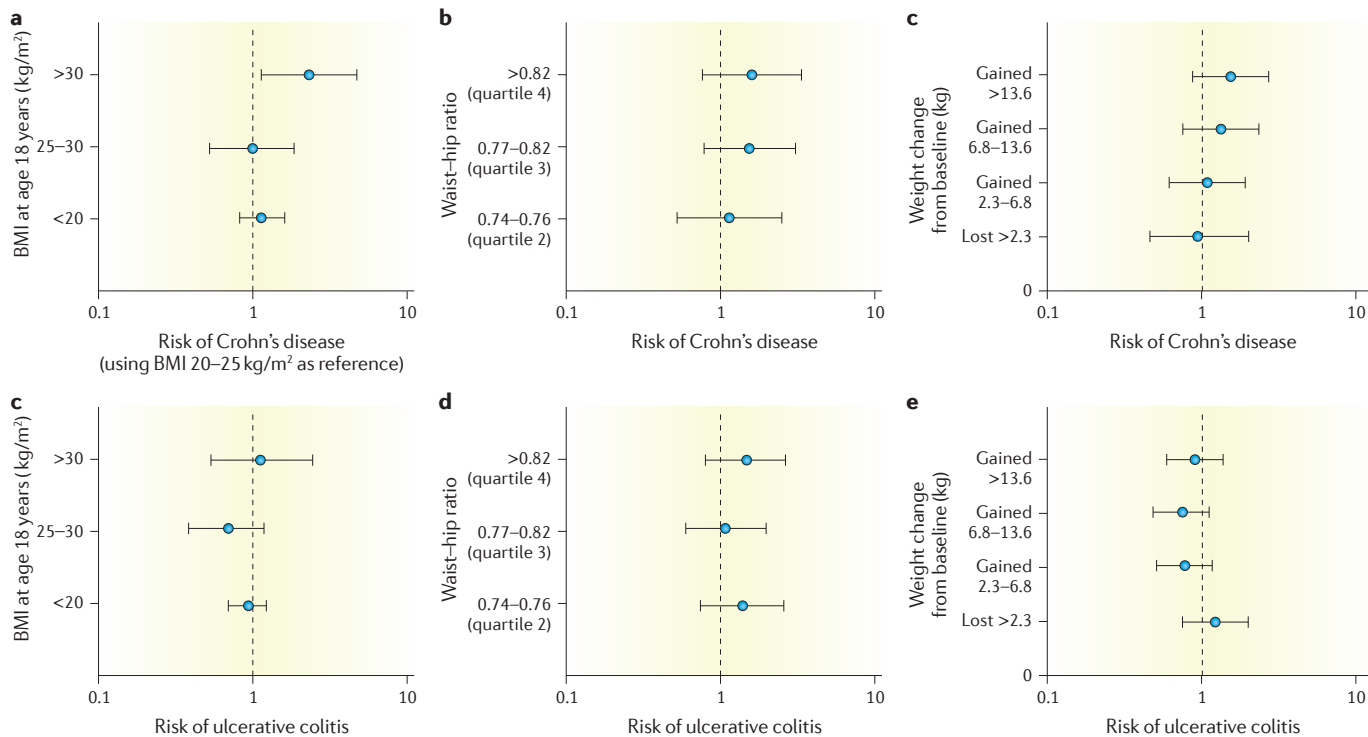 a
BMI at age 18 years (kg/m²)
>30
25–30
<20
0.1
1
10
Risk of Crohn’s disease
(using BMI 20–25 kg/m² as reference)
b
Waist–hip ratio
>0.82
(quartile 4)
0.77–0.82
(quartile 3)
0.74–0.76
(quartile 2)
0.1
1
10
Risk of Crohn’s disease
c
Weight change
from baseline (kg)
Gained
>13.6
Gained
6.8–13.6
Gained
2.3–6.8
Lost >2.3
0
0.1
1
10
Risk of Crohn’s disease
c
BMI at age 18 years (kg/m²)
>30
25–30
<20
0.1
1
10
Risk of ulcerative colitis
d
Waist–hip ratio
>0.82
(quartile 4)
0.77–0.82
(quartile 3)
0.74–0.76
(quartile 2)
0.1
1
10
Risk of ulcerative colitis
e
Weight change
from baseline (kg)
Gained
>13.6
Gained
6.8–13.6
Gained
2.3–6.8
Lost >2.3
0
0.1
1
10
Risk of ulcerative colitis